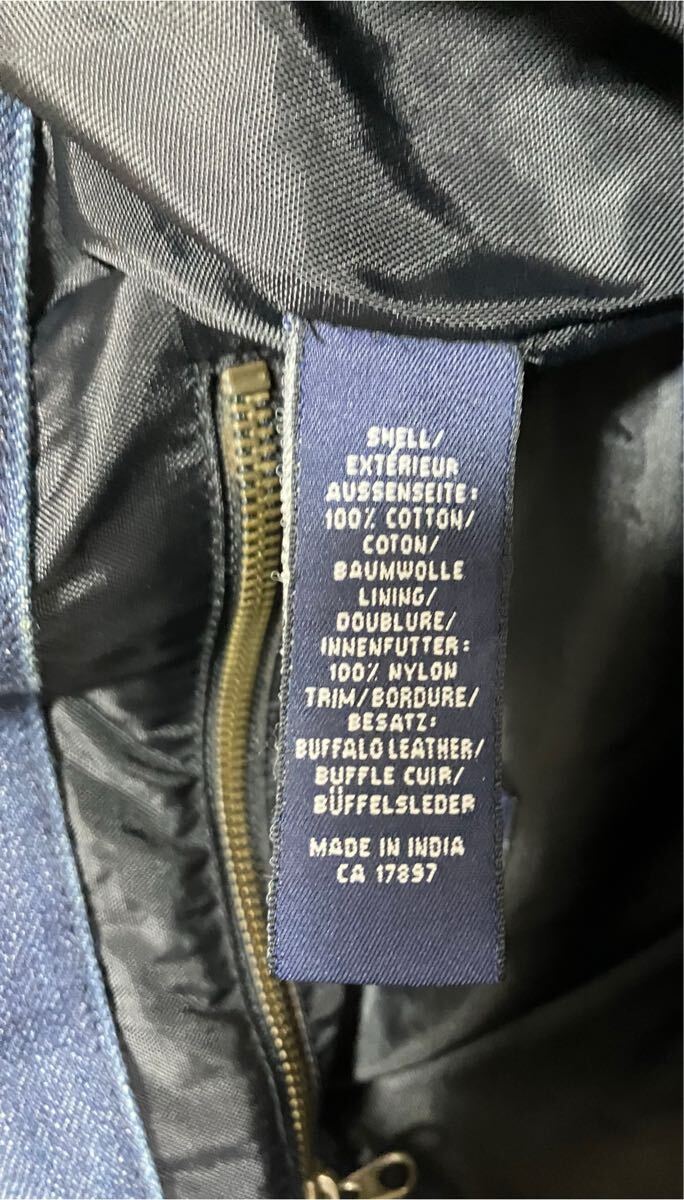 SHELL/
EXTÉRIEUR
AUSSENSEITE:
100% COTTON/
COTON/
BAUMWOLLE
LINING/
DOUBLURE/
INNENFUTTER:
100% NYLON
TRIM/BORDURE/
BESATZ:
BUFFALO LEATHER/
BUFFLE CUIR/
BÜFFELSLEDER
MADE IN INDIA
CA 17897